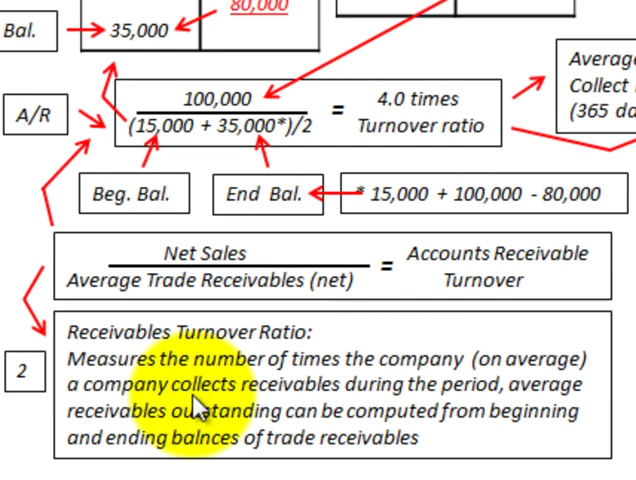 80,000
Bal.
35,000
Average
Collect
(365 da
A/R
100,000
(15,000 + 35,000*)/2
=
4.0 times
Turnover ratio
Beg. Bal.
End Bal.
* 15,000 + 100,000 - 80,000
Net Sales
Average Trade Receivables (net)
=
Accounts Receivable
Turnover
2
Receivables Turnover Ratio:
Measures the number of times the company (on average)
a company collects receivables during the period, average
receivables outstanding can be computed from beginning
and ending balnces of trade receivables